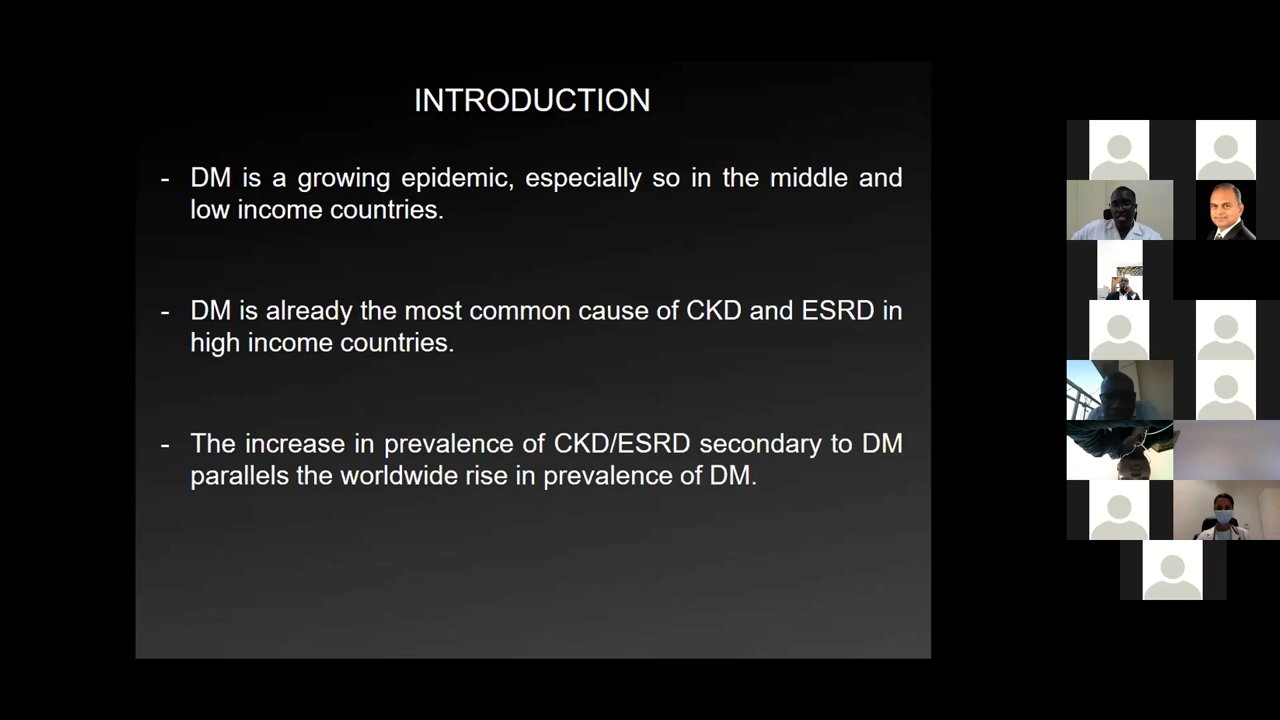 INTRODUCTION
- DM is a growing epidemic, especially so in the middle and
low income countries.
- DM is already the most common cause of CKD and ESRD in
high income countries.
- The increase in prevalence of CKD/ESRD secondary to DM
parallels the worldwide rise in prevalence of DM.